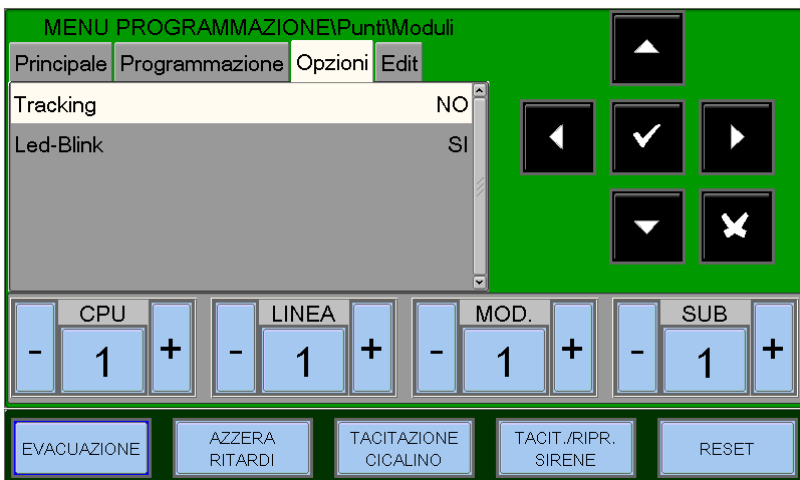 MENU PROGRAMMAZIONE\Punti\Moduli
Principale Programmazione Opzioni Edit
Tracking NO
Led-Blink SI
CPU LINEA MOD. SUB
- 1 + - 1 + - 1 + - 1 +
EVACUAZIONE
AZZERA
RITARDI
TACITAZIONE
CICALINO
TACIT./RIPR.
SIRENE
RESET